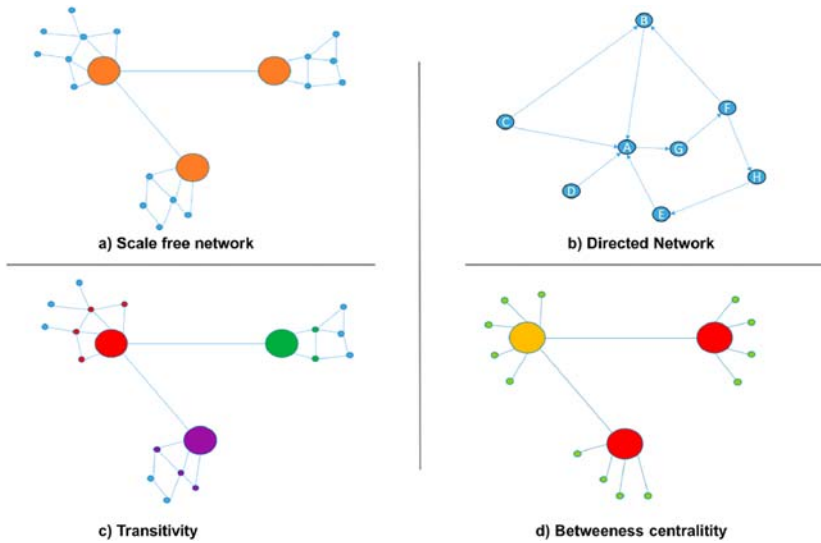 B
C
F
A
G
D
H
E
a) Scale free network
b) Directed Network
c) Transitivity
d) Betweeness centralitity